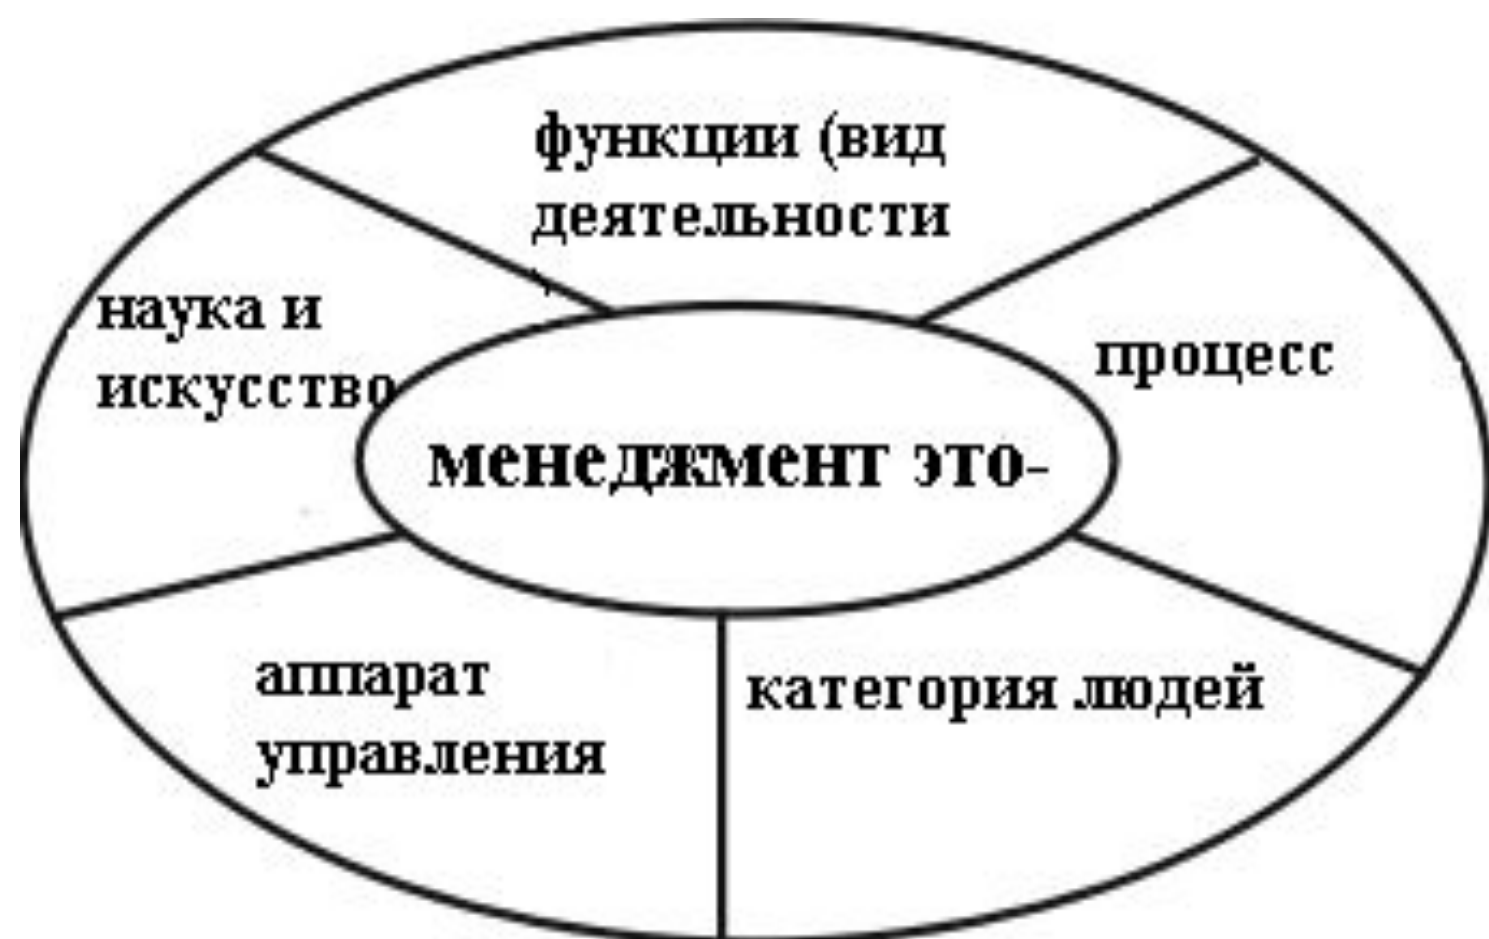 функции (вид
деятельности
наука и
искусство
процесс
менеджмент это-
аппарат
управления
категория людей